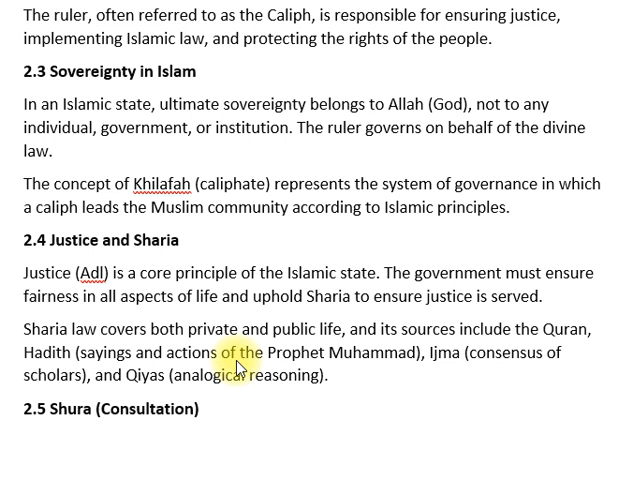 The ruler, often referred to as the Caliph, is responsible for ensuring justice,
implementing Islamic law, and protecting the rights of the people.
2.3 Sovereignty in Islam
In an Islamic state, ultimate sovereignty belongs to Allah (God), not to any
individual, government, or institution. The ruler governs on behalf of the divine
law.
The concept of Khilafah (caliphate) represents the system of governance in which
a caliph leads the Muslim community according to Islamic principles.
2.4 Justice and Sharia
Justice (Adl) is a core principle of the Islamic state. The government must ensure
fairness in all aspects of life and uphold Sharia to ensure justice is served.
Sharia law covers both private and public life, and its sources include the Quran,
Hadith (sayings and actions of the Prophet Muhammad), Ijma (consensus of
scholars), and Qiyas (analogical reasoning).
2.5 Shura (Consultation)